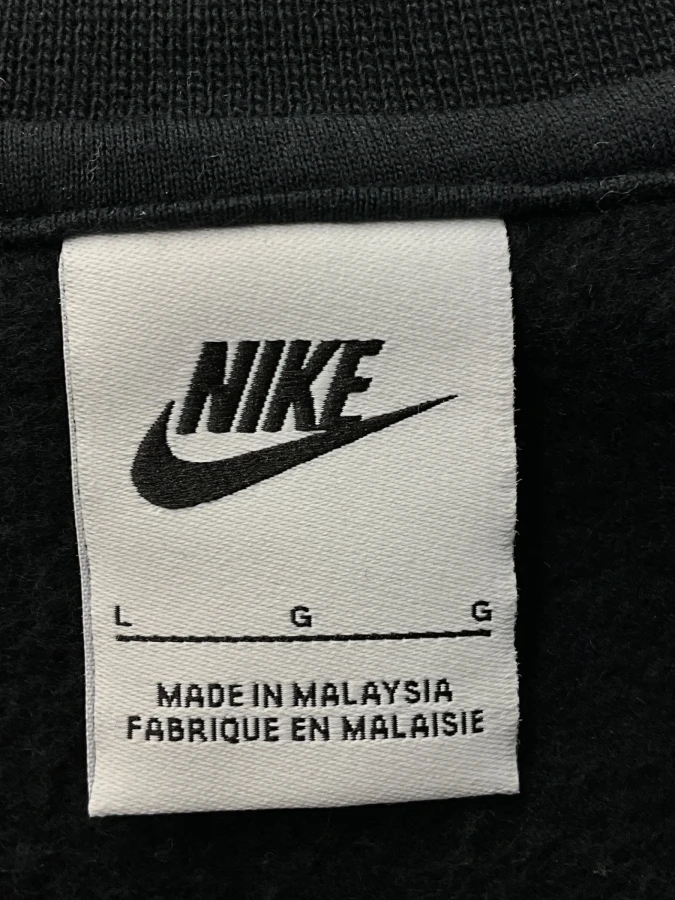 NIKE
L G G
MADE IN MALAYSIA
FABRIQUE EN MALAISIE